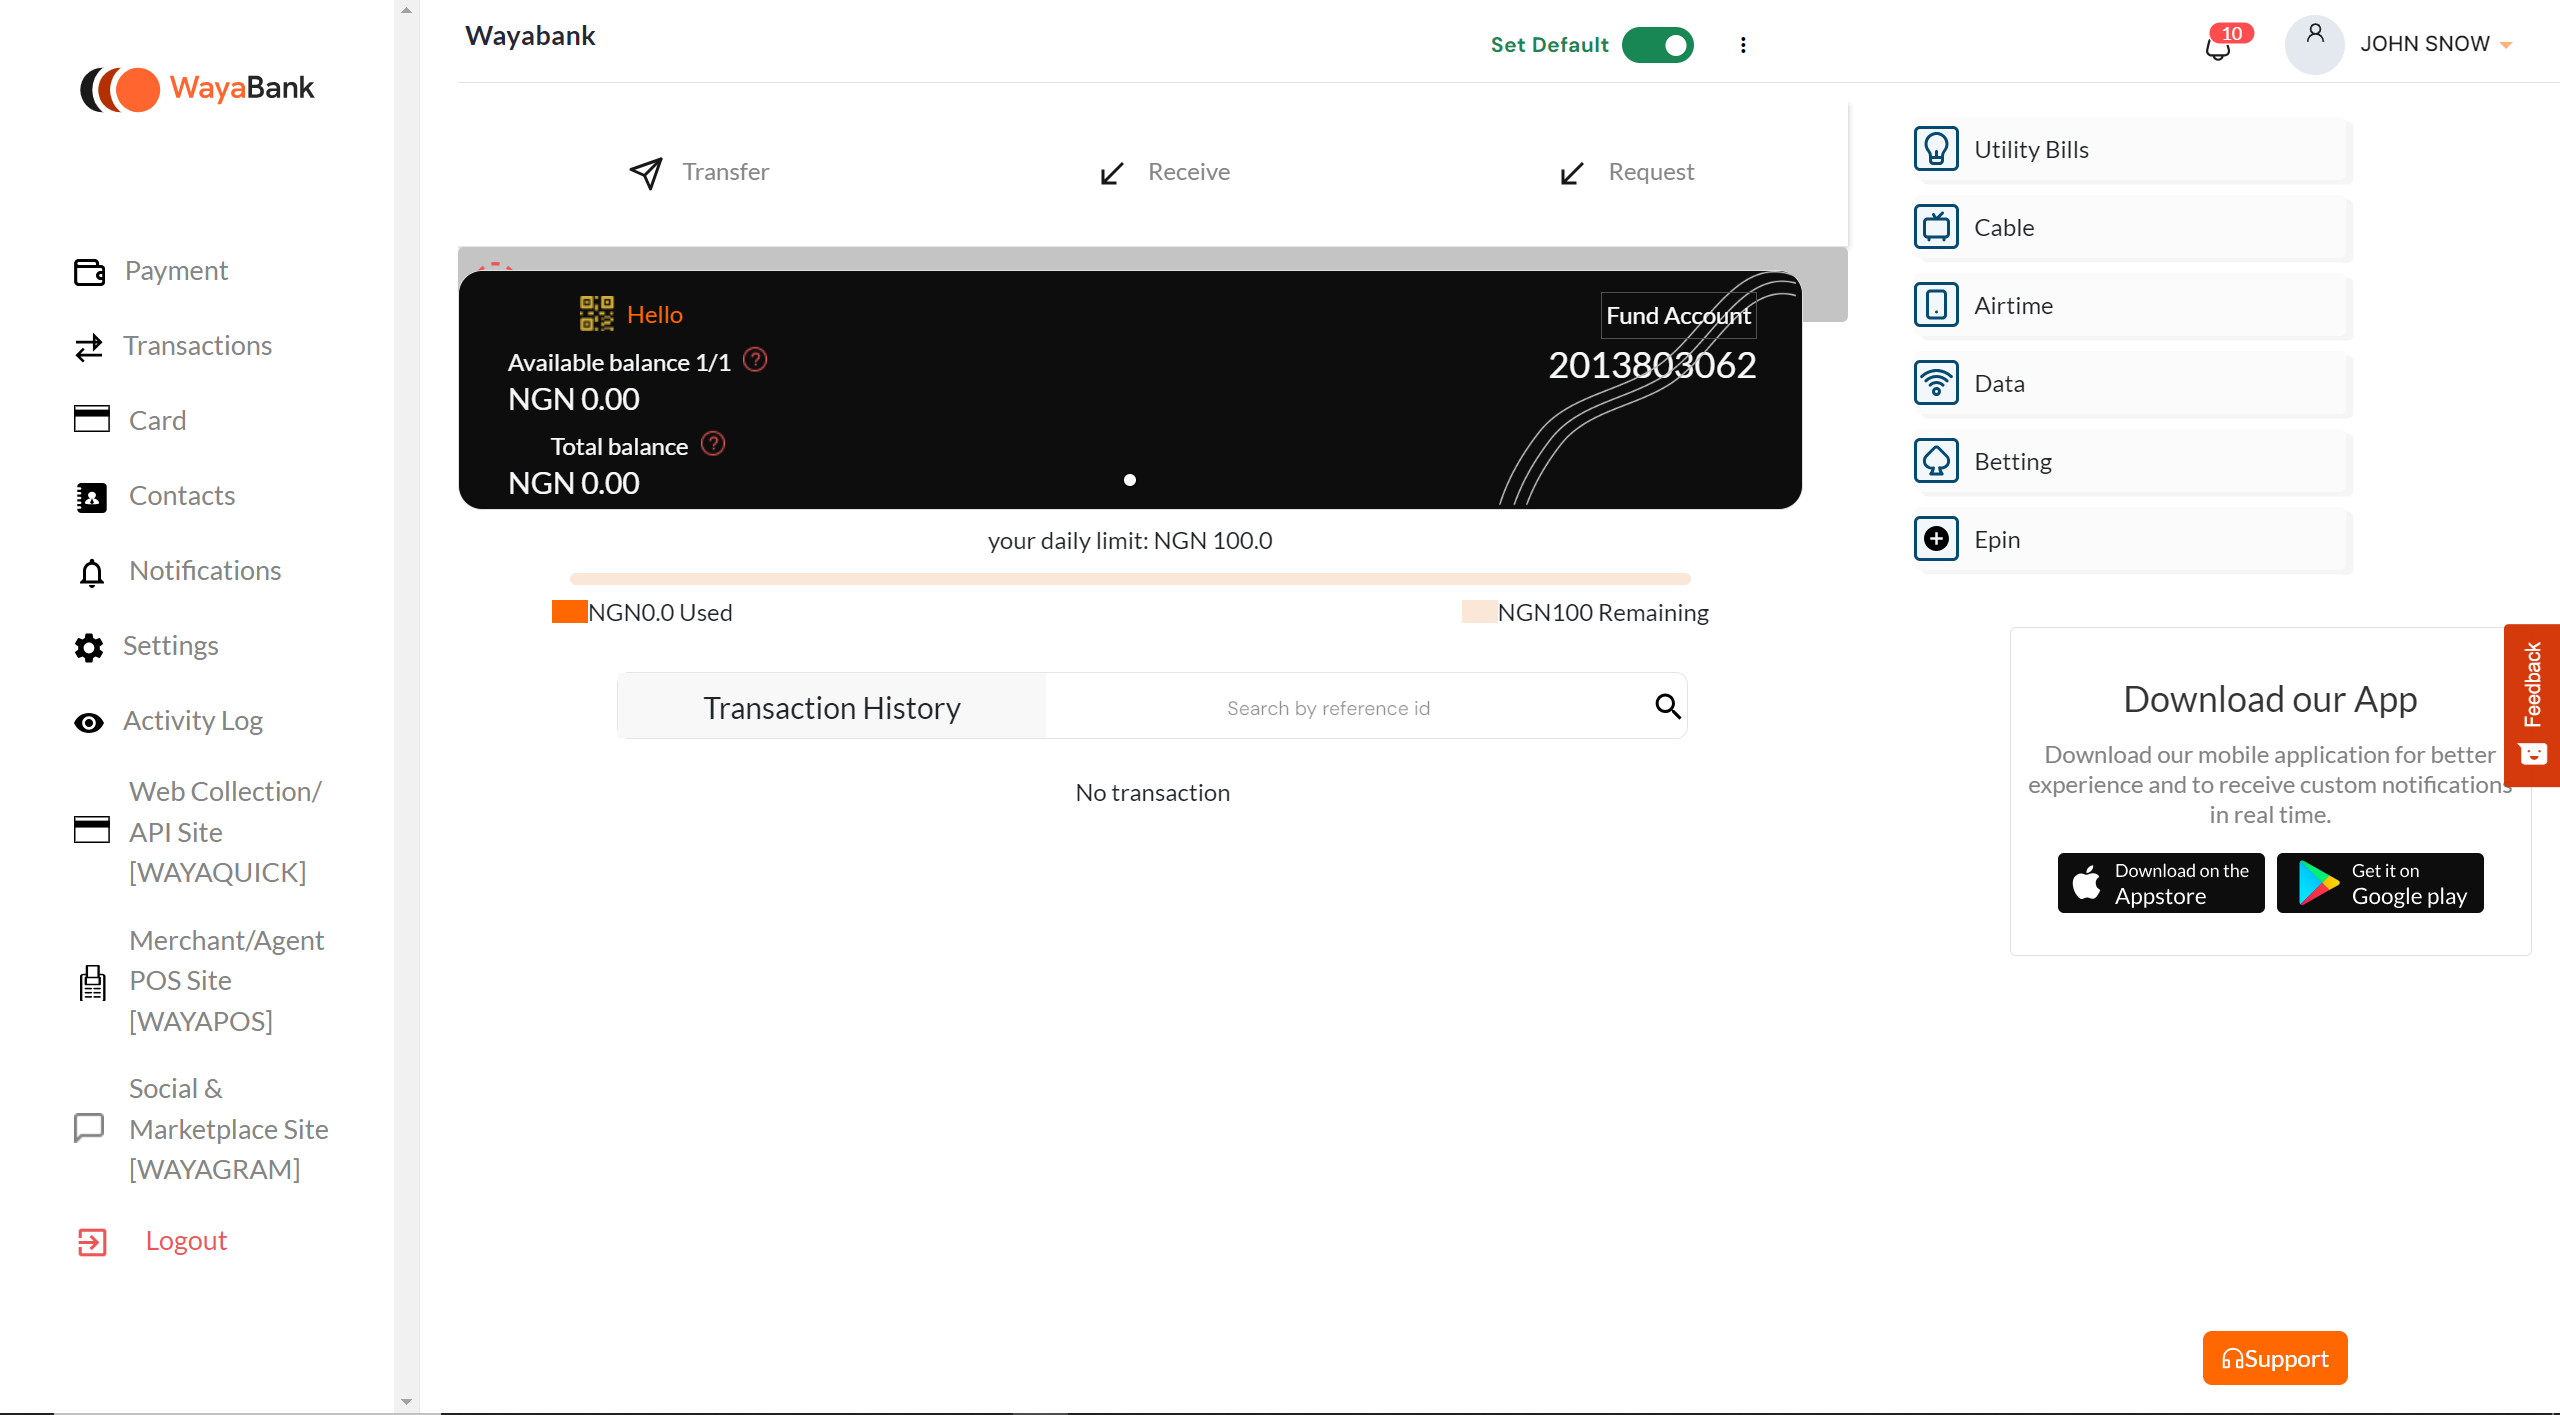 WayaBank
Payment
Transactions
Card
Contacts
Notifications
Settings
Activity Log
Web Collection/
API Site
[WAYAQUICK]
Merchant/Agent
POS Site
[WAYAPOS]
Social &
Marketplace Site
[WAYAGRAM]
Logout
Wayabank
Set Default
10
JOHN SNOW
Transfer
Receive
Request
Hello
Fund Account
Available balance 1/1
2013803062
NGN 0.00
Total balance
NGN 0.00
your daily limit: NGN 100.0
NGN0.0 Used
NGN100 Remaining
Transaction History
Search by reference id
No transaction
Utility Bills
Cable
Airtime
Data
Betting
Epin
Feedback
Download our App
Download our mobile application for better
experience and to receive custom notifications
in real time.
Download on the
Appstore
Get it on
Google play
Support